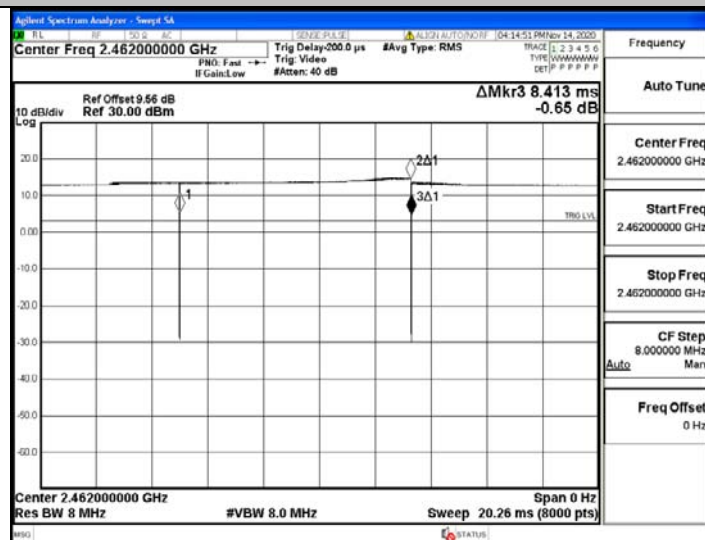 Agilent Spectrum Analyzer - Swept SA
RL RF 50 Ω AC SENSE:PULSE ALIGN AUTO/NO RF 04:14:51 PM Nov 14, 2020
Center Freq 2.462000000 GHz
PNO: Fast
IFGain:Low
Trig Delay-200.0 µs
Trig: Video
#Atten: 40 dB
#Avg Type: RMS
TRACE 1 2 3 4 5 6
TYPE WWWWWW
DET P P P P P P
Ref Offset 9.56 dB
Ref 30.00 dBm
10 dB/div
Log
ΔMkr3 8.413 ms
-0.65 dB
20.0
10.0
0.00
-10.0
-20.0
-30.0
-40.0
-50.0
-60.0
1
2Δ1
3Δ1
TRIG LVL
Center 2.462000000 GHz
Span 0 Hz
Res BW 8 MHz
#VBW 8.0 MHz
Sweep 20.26 ms (8000 pts)
MSG
STATUS
Frequency
Auto Tune
Center Freq
2.462000000 GHz
Start Freq
2.462000000 GHz
Stop Freq
2.462000000 GHz
CF Step
8.000000 MHz
Auto Man
Freq Offset
0 Hz